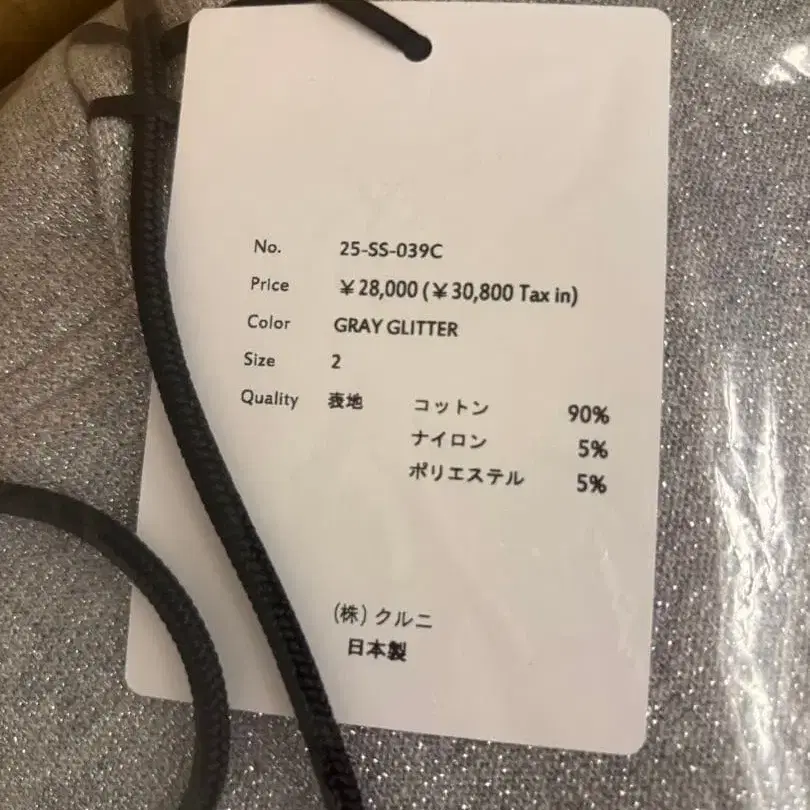 No. 25-SS-039C
Price ￥28,000 (￥30,800 Tax in)
Color GRAY GLITTER
Size 2
Quality 表地 コットン 90%
ナイロン 5%
ポリエステル 5%
(株) クルニ
日本製